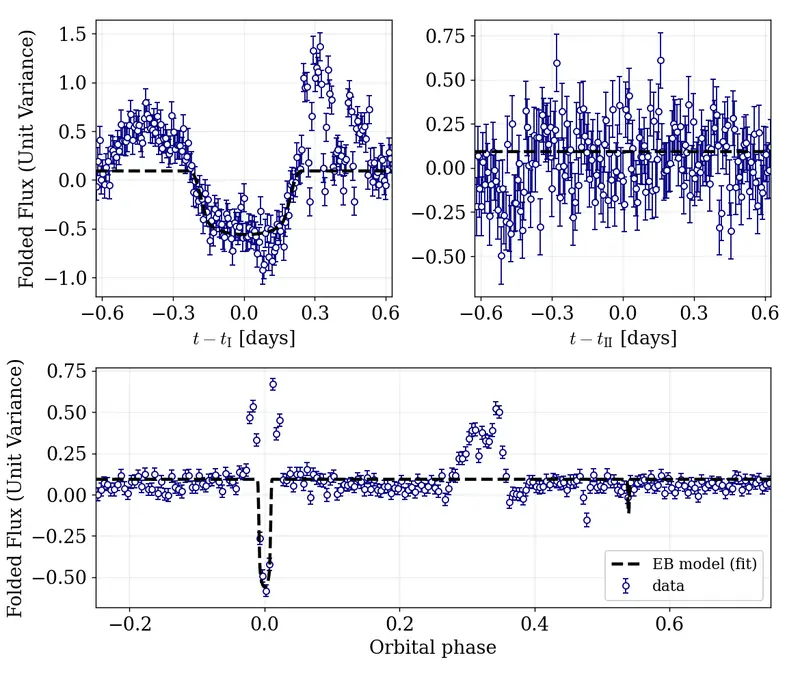 Folded Flux (Unit Variance)
1.5
1.0
0.5
0.0
−0.5
−1.0
−0.6 −0.3 0.0 0.3 0.6
t − tI [days]
0.75
0.50
0.25
0.00
−0.25
−0.50
−0.6 −0.3 0.0 0.3 0.6
t − tII [days]
Folded Flux (Unit Variance)
0.75
0.50
0.25
0.00
−0.25
−0.50
EB model (fit)
data
−0.2 0.0 0.2 0.4 0.6
Orbital phase